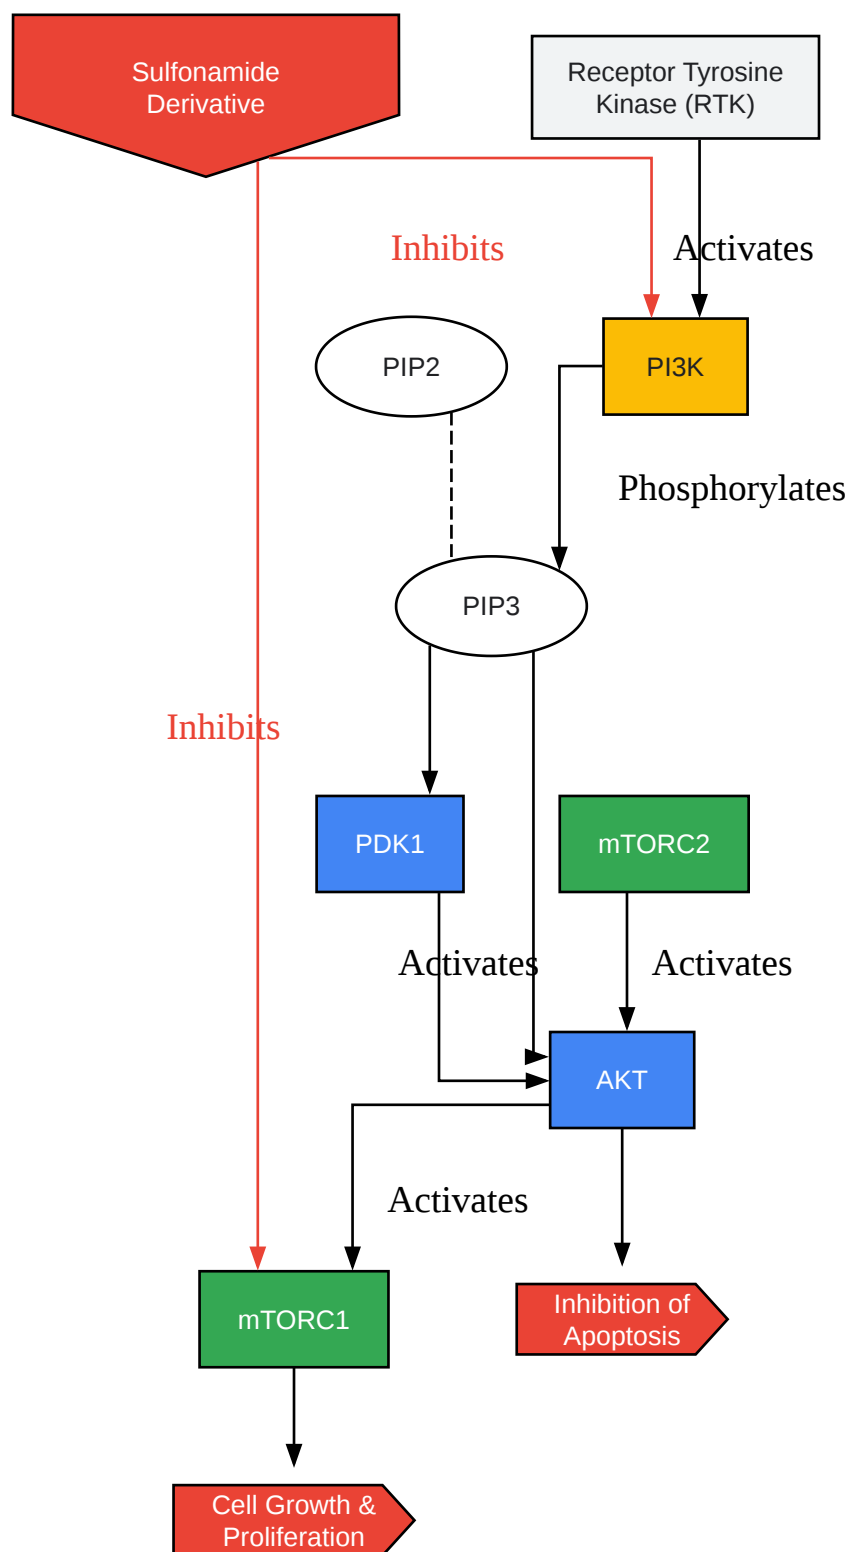 Sulfonamide
Derivative
Receptor Tyrosine
Kinase (RTK)
Inhibits
Activates
PIP2
PI3K
Phosphorylates
PIP3
Inhibits
PDK1
mTORC2
Activates
Activates
AKT
Activates
mTORC1
Inhibition of
Apoptosis
Cell Growth &
Proliferation